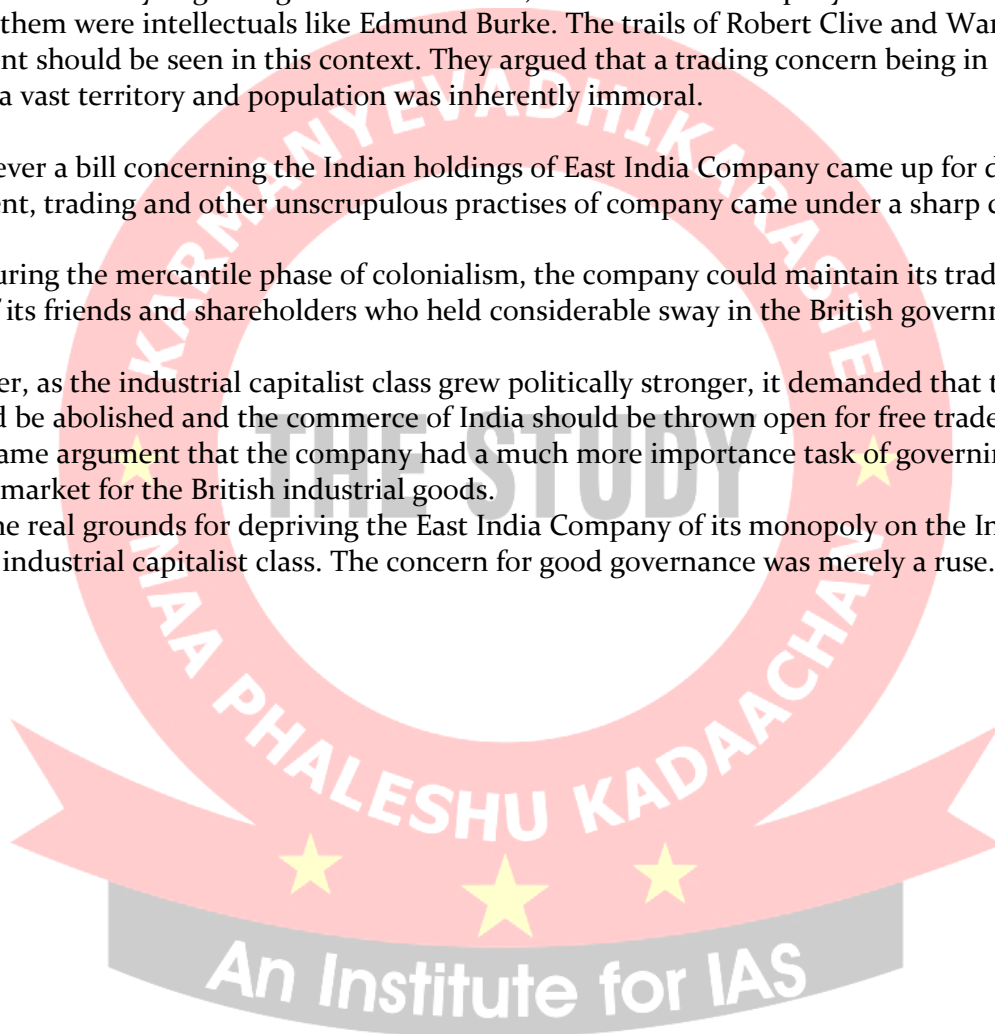 them were intellectuals like Edmund Burke. The trails of Robert Clive and War
ent should be seen in this context. They argued that a trading concern being in
a vast territory and population was inherently immoral.
ever a bill concerning the Indian holdings of East India Company came up for d
ent, trading and other unscrupulous practises of company came under a sharp c
uring the mercantile phase of colonialism, the company could maintain its trad
f its friends and shareholders who held considerable sway in the British governm
er, as the industrial capitalist class grew politically stronger, it demanded that t
d be abolished and the commerce of India should be thrown open for free trade
ame argument that the company had a much more importance task of governin
market for the British industrial goods.
he real grounds for depriving the East India Company of its monopoly on the In
industrial capitalist class. The concern for good governance was merely a ruse.
KARMANYEVADHIKARASTE
THE STUDY
MAA PHALESHU KADAACHAN
An Institute for IAS